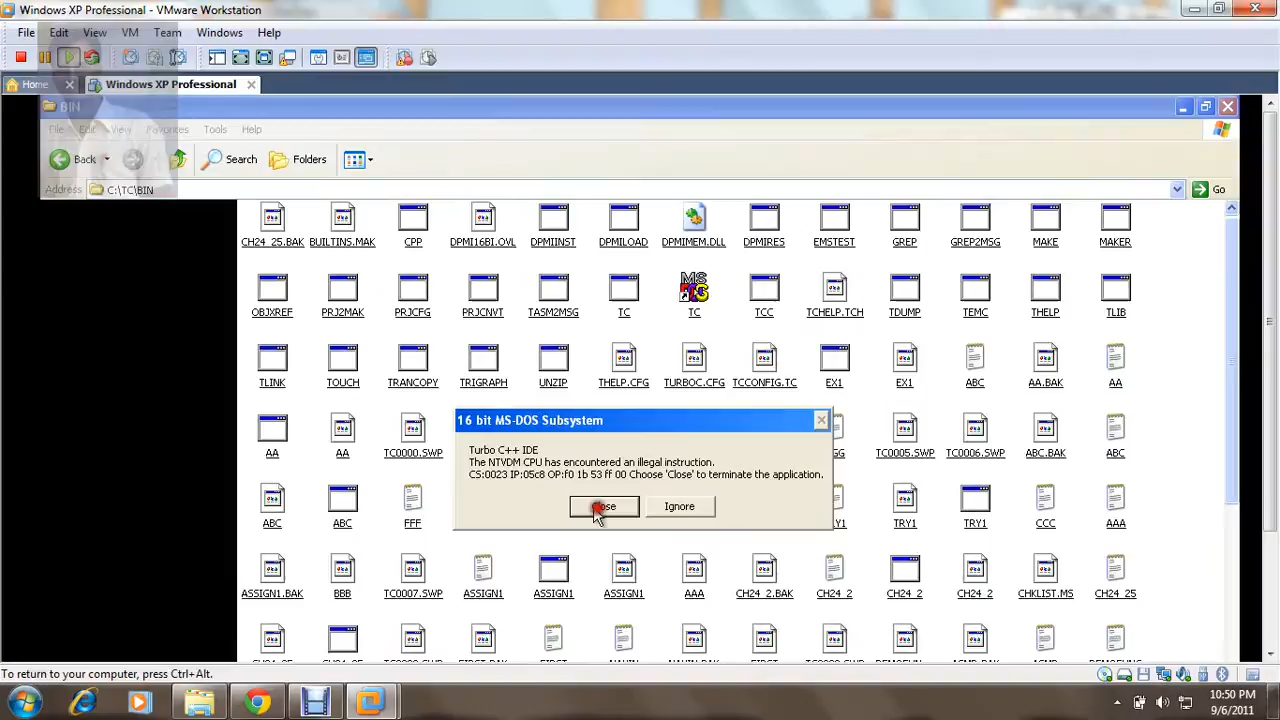 Windows XP Professional - VMware Workstation
File Edit View VM Team Windows Help
Home Windows XP Professional
BIN
File Edit View Favorites Tools Help
Back Search Folders
Address C:\TC\BIN Go
CH24_25.BAK BUILTINS.MAK CPP DPMI16BI.OVL DPMIINST DPMILOAD DPMIMEM.DLL DPMIRES EMSTEST GREP GREP2MSG MAKE MAKER
OBJXREF PRJ2MAK PRJCFG PRJCNVT TASM2MSG TC TC TCC TCHELP.TCH TDUMP TEMC THELP TLIB
TLINK TOUCH TRANCOPY TRIGRAPH UNZIP THELP.CFG TURBOC.CFG TCCONFIG.TC EX1 EX1 ABC AA.BAK AA
AA AA TC0000.SWP TC0005.SWP TC0006.SWP ABC
16 bit MS-DOS Subsystem
Turbo C++ IDE
The NTVDM CPU has encountered an illegal instruction.
CS:0023 IP:05c8 OP:f0 1b 53 ff 00 Choose 'Close' to terminate the application.
Close Ignore
ABC ABC FFF TRY1 TRY1 CCC AAA
ASSIGN1.BAK BBB TC0007.SWP ASSIGN1 ASSIGN1 ASSIGN1 AAA CH24_2.BAK CH24_2 CH24_2 CH24_2 CHKLIST.MS CH24_25
To return to your computer, press Ctrl+Alt.
10:50 PM
9/6/2011